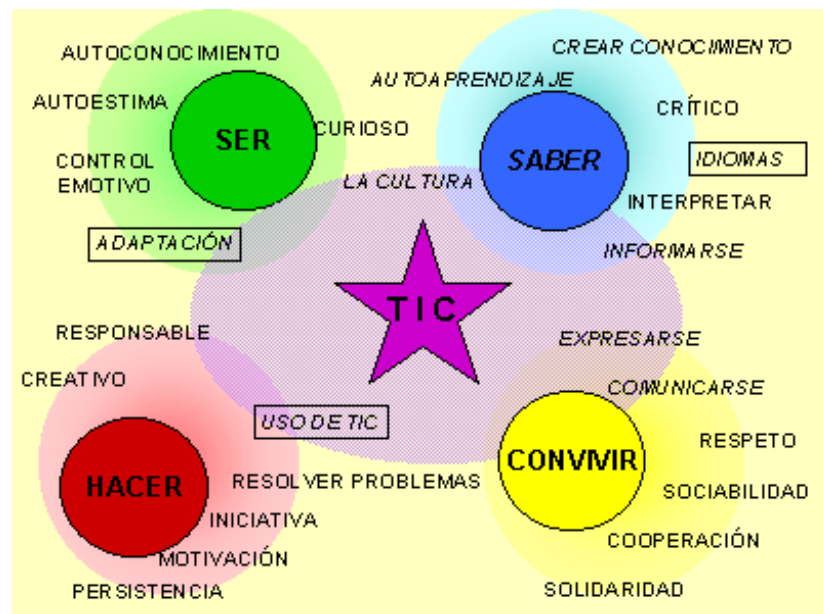 AUTOCONOCIMIENTO
AUTOESTIMA
SER
CURIOSO
CONTROL
EMOTIVO
ADAPTACIÓN
CREAR CONOCIMIENTO
AUTOAPRENDIZAJE
CRÍTICO
SABER
IDIOMAS
LA CULTURA
INTERPRETAR
INFORMARSE
TIC
RESPONSABLE
CREATIVO
USO DE TIC
HACER
RESOLVER PROBLEMAS
INICIATIVA
MOTIVACIÓN
PERSISTENCIA
EXPRESARSE
COMUNICARSE
CONVIVIR
RESPETO
SOCIABILIDAD
COOPERACIÓN
SOLIDARIDAD